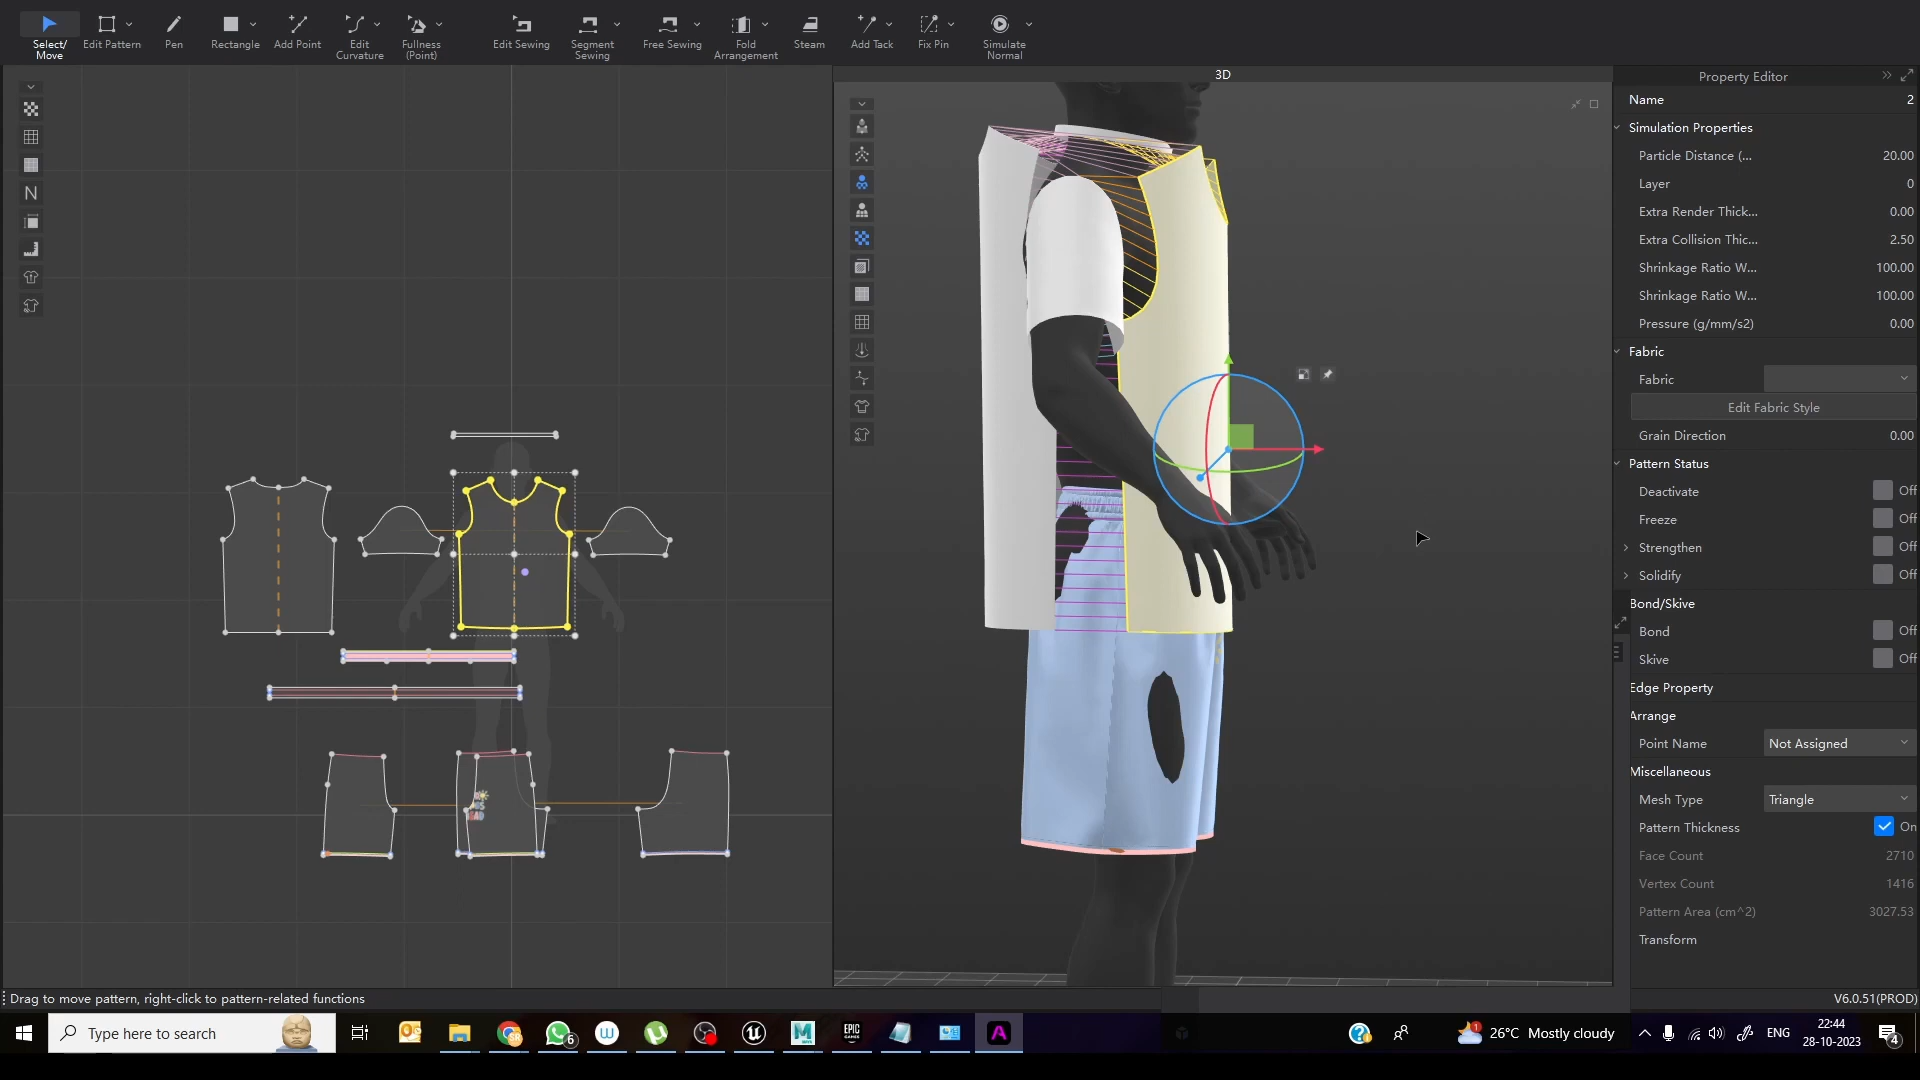 Select/
Move
Edit Pattern
Pen
Rectangle
Add Point
Edit
Curvature
Fullness
(Point)
Edit Sewing
Segment
Sewing
Free Sewing
Fold
Arrangement
Steam
Add Tack
Fix Pin
Simulate
Normal
3D
Property Editor
Name 2
Simulation Properties
Particle Distance (... 20.00
Layer 0
Extra Render Thick... 0.00
Extra Collision Thic... 2.50
Shrinkage Ratio W... 100.00
Shrinkage Ratio W... 100.00
Pressure (g/mm/s2) 0.00
Fabric
Fabric
Edit Fabric Style
Grain Direction 0.00
Pattern Status
Deactivate Off
Freeze Off
Strengthen Off
Solidify Off
Bond/Skive
Bond Off
Skive Off
Edge Property
Arrange
Point Name Not Assigned
Miscellaneous
Mesh Type Triangle
Pattern Thickness On
Face Count 2710
Vertex Count 1416
Pattern Area (cm^2) 3027.53
Transform
Drag to move pattern, right-click to pattern-related functions
V6.0.51(PROD)
Type here to search
6
EPIC
GAMES
1
26°C Mostly cloudy
ENG
22:44
28-10-2023
4